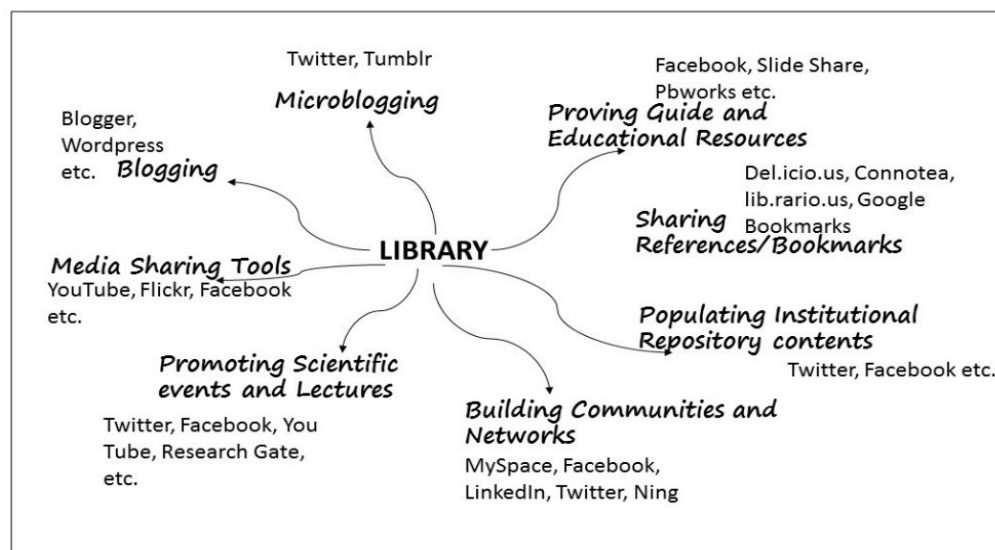 Twitter, Tumblr
Microblogging
Facebook, Slide Share,
Pbworks etc.
Proving Guide and
Educational Resources
Blogger,
Wordpress
etc. Blogging
Del.icio.us, Connotea,
lib.rario.us, Google
Bookmarks
Sharing
References/Bookmarks
LIBRARY
Media Sharing Tools
YouTube, Flickr, Facebook
etc.
Populating Institutional
Repository contents
Twitter, Facebook etc.
Promoting Scientific
events and Lectures
Twitter, Facebook, You
Tube, Research Gate,
etc.
Building Communities and
Networks
MySpace, Facebook,
LinkedIn, Twitter, Ning